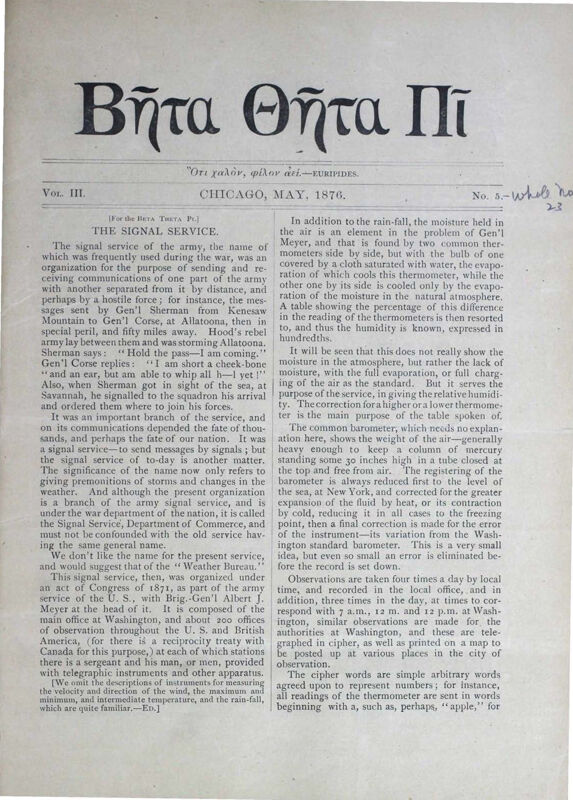 Βῆτα Θῆτα Πῖ
Ὅτι χαλὸν, φίλον ἀεί.—EURIPIDES.
VOL. III. CHICAGO, MAY, 1876. No. 5.—Whole No
23
[For the BETA THETA PI.]
THE SIGNAL SERVICE.
The signal service of the army, the name of
which was frequently used during the war, was an
organization for the purpose of sending and re-
ceiving communications of one part of the army
with another separated from it by distance, and
perhaps by a hostile force; for instance, the mes-
sages sent by Gen'l Sherman from Kenesaw
Mountain to Gen'l Corse, at Allatoona, then in
special peril, and fifty miles away. Hood's rebel
army lay between them and was storming Allatoona.
Sherman says: "Hold the pass—I am coming."
Gen'l Corse replies: "I am short a cheek-bone
"and an ear, but am able to whip all h—l yet!"
Also, when Sherman got in sight of the sea, at
Savannah, he signalled to the squadron his arrival
and ordered them where to join his forces.
It was an important branch of the service, and
on its communications depended the fate of thou-
sands, and perhaps the fate of our nation. It was
a signal service—to send messages by signals; but
the signal service of to-day is another matter.
The significance of the name now only refers to
giving premonitions of storms and changes in the
weather. And although the present organization
is a branch of the army signal service, and is
under the war department of the nation, it is called
the Signal Service, Department of Commerce, and
must not be confounded with the old service hav-
ing the same general name.
We don't like the name for the present service,
and would suggest that of the "Weather Bureau."
This signal service, then, was organized under
an act of Congress of 1871, as part of the army
service of the U. S., with Brig.-Gen'l Albert J.
Meyer at the head of it. It is composed of the
main office at Washington, and about 200 offices
of observation throughout the U. S. and British
America, (for there is a reciprocity treaty with
Canada for this purpose,) at each of which stations
there is a sergeant and his man, or men, provided
with telegraphic instruments and other apparatus.
[We omit the descriptions of instruments for measuring
the velocity and direction of the wind, the maximum and
minimum, and intermediate temperature, and the rain-fall,
which are quite familiar.—ED.]
In addition to the rain-fall, the moisture held in
the air is an element in the problem of Gen'l
Meyer, and that is found by two common ther-
mometers side by side, but with the bulb of one
covered by a cloth saturated with water, the evapo-
ration of which cools this thermometer, while the
other one by its side is cooled only by the evapo-
ration of the moisture in the natural atmosphere.
A table showing the percentage of this difference
in the reading of the thermometers is then resorted
to, and thus the humidity is known, expressed in
hundredths.
It will be seen that this does not really show the
moisture in the atmosphere, but rather the lack of
moisture, with the full evaporation, or full charg-
ing of the air as the standard. But it serves the
purpose of the service, in giving the relative humidi-
ty. The correction for a higher or a lower thermome-
ter is the main purpose of the table spoken of.
The common barometer, which needs no explan-
ation here, shows the weight of the air—generally
heavy enough to keep a column of mercury
standing some 30 inches high in a tube closed at
the top and free from air. The registering of the
barometer is always reduced first to the level of
the sea, at New York, and corrected for the greater
expansion of the fluid by heat, or its contraction
by cold, reducing it in all cases to the freezing
point, then a final correction is made for the error
of the instrument—its variation from the Wash-
ington standard barometer. This is a very small
idea, but even so small an error is eliminated be-
fore the record is set down.
Observations are taken four times a day by local
time, and recorded in the local office, and in
addition, three times in the day, at times to cor-
respond with 7 a.m., 12 m. and 12 p.m. at Wash-
ington, similar observations are made for the
authorities at Washington, and these are tele-
graphed in cipher, as well as printed on a map to
be posted up at various places in the city of
observation.
The cipher words are simple arbitrary words
agreed upon to represent numbers; for instance,
all readings of the thermometer are sent in words
beginning with a, such as, perhaps, "apple," for